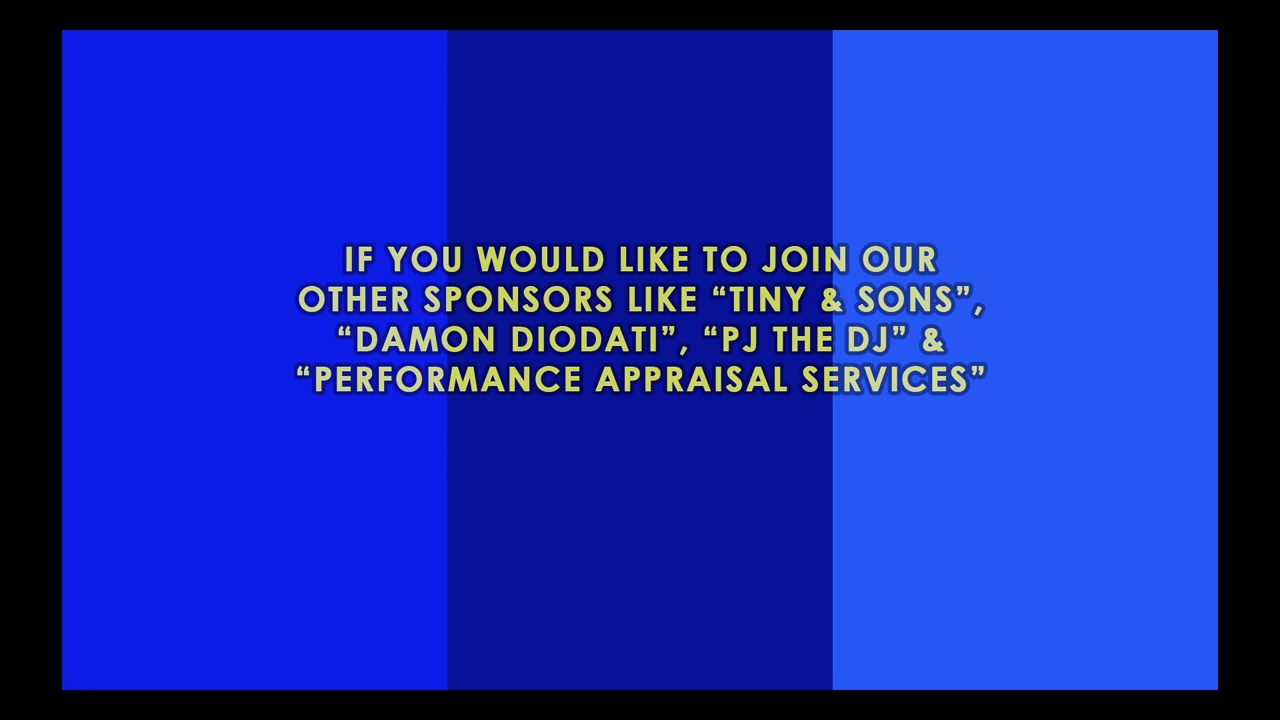 IF YOU WOULD LIKE TO JOIN OUR
OTHER SPONSORS LIKE “TINY & SONS”,
“DAMON DIODATI”, “PJ THE DJ” &
“PERFORMANCE APPRAISAL SERVICES”